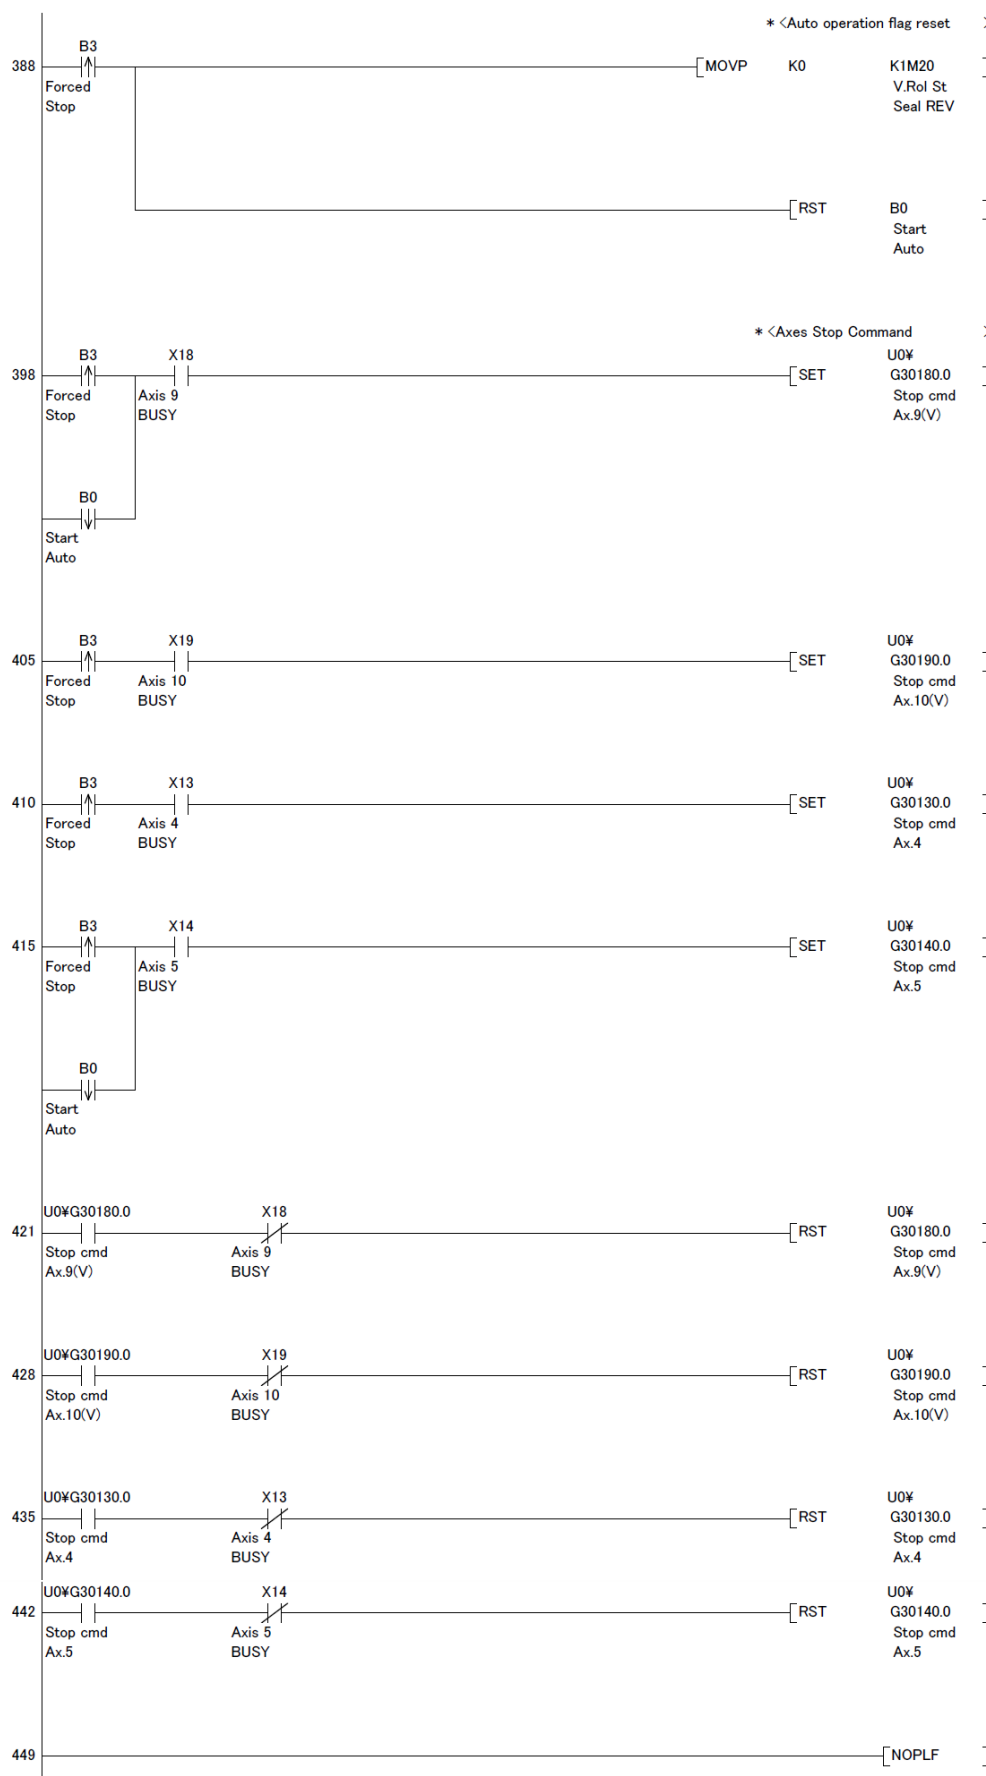 * <Auto operation flag reset >
B3
388 MOVP K0 K1M20
Forced V.Rol St
Stop Seal REV
RST B0
Start
Auto
* <Axes Stop Command >
B3 X18 U0¥
398 SET G30180.0
Forced Axis 9 Stop cmd
Stop BUSY Ax.9(V)
B0
Start
Auto
B3 X19 U0¥
405 SET G30190.0
Forced Axis 10 Stop cmd
Stop BUSY Ax.10(V)
B3 X13 U0¥
410 SET G30130.0
Forced Axis 4 Stop cmd
Stop BUSY Ax.4
B3 X14 U0¥
415 SET G30140.0
Forced Axis 5 Stop cmd
Stop BUSY Ax.5
B0
Start
Auto
U0¥G30180.0 X18 U0¥
421 RST G30180.0
Stop cmd Axis 9 Stop cmd
Ax.9(V) BUSY Ax.9(V)
U0¥G30190.0 X19 U0¥
428 RST G30190.0
Stop cmd Axis 10 Stop cmd
Ax.10(V) BUSY Ax.10(V)
U0¥G30130.0 X13 U0¥
435 RST G30130.0
Stop cmd Axis 4 Stop cmd
Ax.4 BUSY Ax.4
U0¥G30140.0 X14 U0¥
442 RST G30140.0
Stop cmd Axis 5 Stop cmd
Ax.5 BUSY Ax.5
449 NOPLF